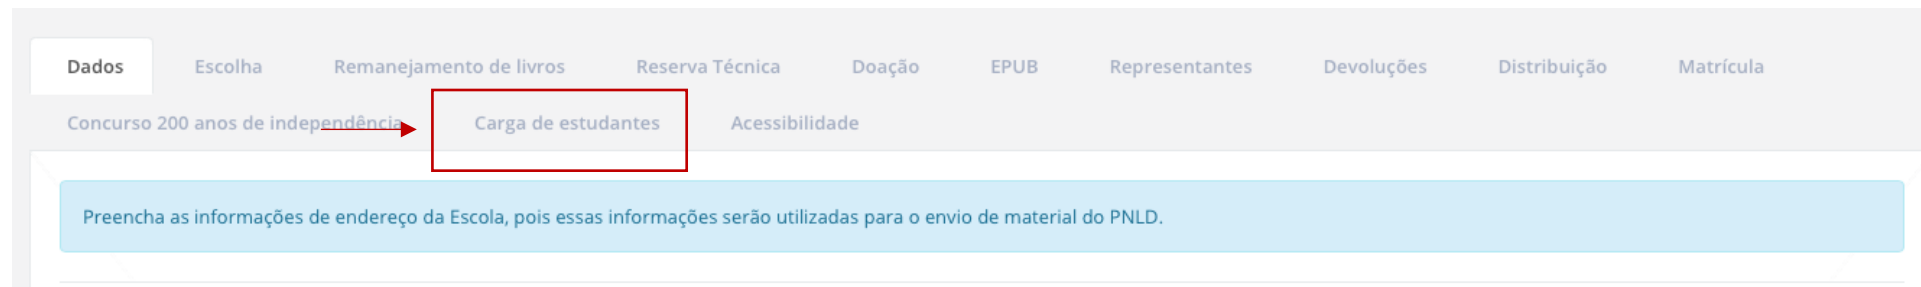 Dados Escolha Remanejamento de livros Reserva Técnica Doação EPUB Representantes Devoluções Distribuição Matrícula
Concurso 200 anos de independência Carga de estudantes Acessibilidade
Preencha as informações de endereço da Escola, pois essas informações serão utilizadas para o envio de material do PNLD.